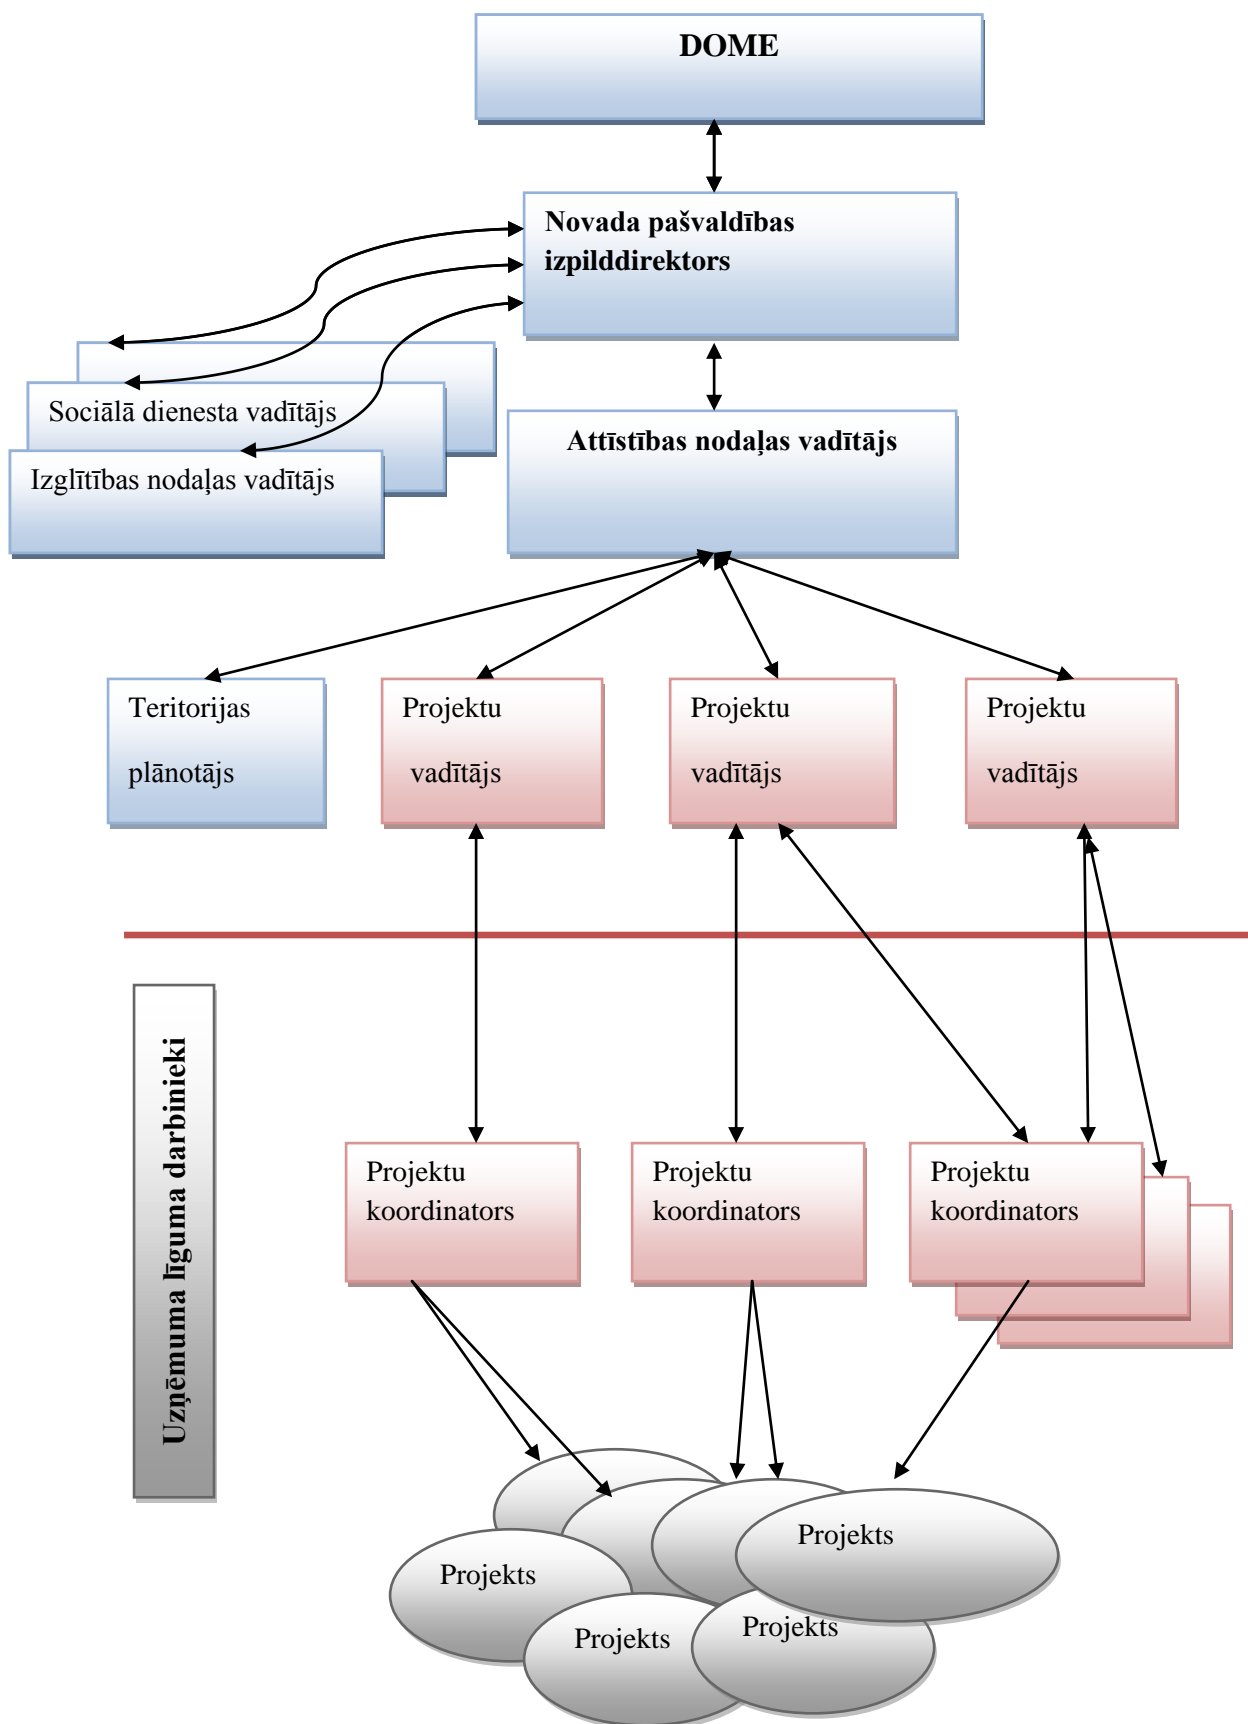 DOME
Novada pašvaldības
izpilddirektors
Sociālā dienesta vadītājs
Izglītības nodaļas vadītājs
Attīstības nodaļas vadītājs
Teritorijas
plānotājs
Projektu
vadītājs
Projektu
vadītājs
Projektu
vadītājs
Uzņēmuma līguma darbinieki
Projektu
koordinators
Projektu
koordinators
Projektu
koordinators
Projekts
Projekts
Projekts
Projekts